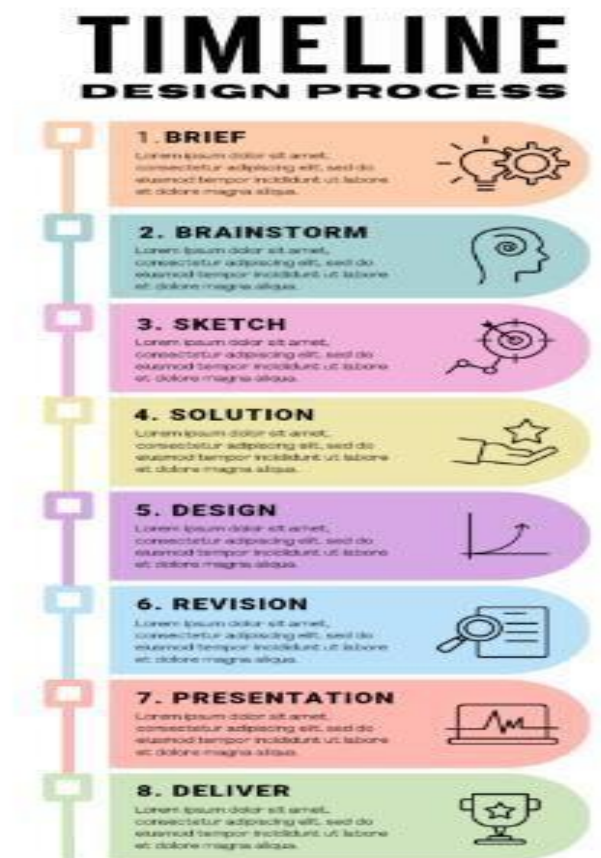 TIMELINE
DESIGN PROCESS
1. BRIEF
Lorem ipsum dolor sit amet,
consectetur adipiscing elit, sed do
eiusmod tempor incididunt ut labore
et dolore magna aliqua.
2. BRAINSTORM
Lorem ipsum dolor sit amet,
consectetur adipiscing elit, sed do
eiusmod tempor incididunt ut labore
et dolore magna aliqua.
3. SKETCH
Lorem ipsum dolor sit amet,
consectetur adipiscing elit, sed do
eiusmod tempor incididunt ut labore
et dolore magna aliqua.
4. SOLUTION
Lorem ipsum dolor sit amet,
consectetur adipiscing elit, sed do
eiusmod tempor incididunt ut labore
et dolore magna aliqua.
5. DESIGN
Lorem ipsum dolor sit amet,
consectetur adipiscing elit, sed do
eiusmod tempor incididunt ut labore
et dolore magna aliqua.
6. REVISION
Lorem ipsum dolor sit amet,
consectetur adipiscing elit, sed do
eiusmod tempor incididunt ut labore
et dolore magna aliqua.
7. PRESENTATION
Lorem ipsum dolor sit amet,
consectetur adipiscing elit, sed do
eiusmod tempor incididunt ut labore
et dolore magna aliqua.
8. DELIVER
Lorem ipsum dolor sit amet,
consectetur adipiscing elit, sed do
eiusmod tempor incididunt ut labore
et dolore magna aliqua.